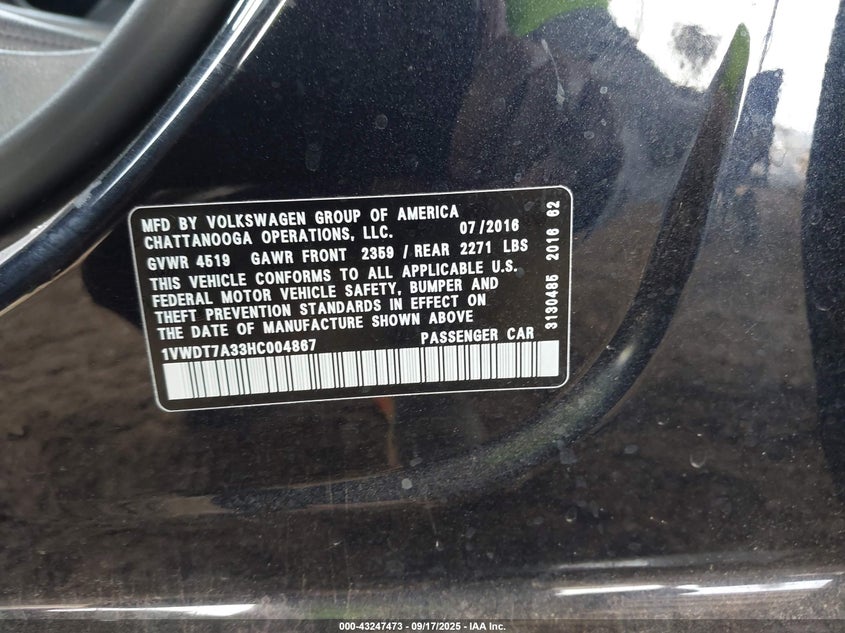 MFD BY VOLKSWAGEN GROUP OF AMERICA
CHATTANOOGA OPERATIONS, LLC. 07/2016
GVWR 4519 GAWR FRONT 2359 / REAR 2271 LBS
THIS VEHICLE CONFORMS TO ALL APPLICABLE U.S.
FEDERAL MOTOR VEHICLE SAFETY, BUMPER AND
THEFT PREVENTION STANDARDS IN EFFECT ON
THE DATE OF MANUFACTURE SHOWN ABOVE
1VWDT7A33HC004867 PASSENGER CAR
3130485 2016 62
000-43247473 — 09/17/2025 — IAA Inc.